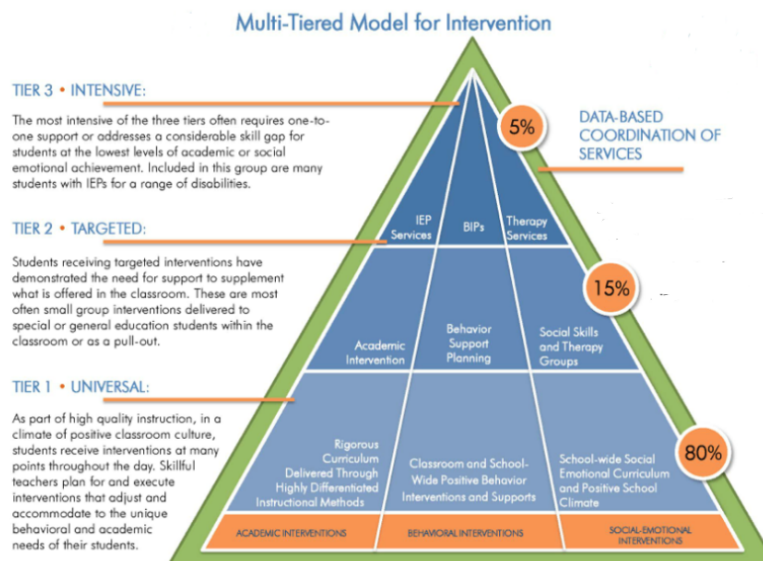 Multi-Tiered Model for Intervention
TIER 3 • INTENSIVE:
The most intensive of the three tiers often requires one-to-
one support or addresses a considerable skill gap for
students at the lowest levels of academic or social
emotional achievement. Included in this group are many
students with IEPs for a range of disabilities.
TIER 2 • TARGETED:
Students receiving targeted interventions have
demonstrated the need for support to supplement
what is offered in the classroom. These are most
often small group interventions delivered to
special or general education students within the
classroom or as a pull-out.
TIER 1 • UNIVERSAL:
As part of high quality instruction, in a
climate of positive classroom culture,
students receive interventions at many
points throughout the day. Skillful
teachers plan for and execute
interventions that adjust and
accommodate to the unique
behavioral and academic
needs of their students.
5%
DATA-BASED
COORDINATION OF
SERVICES
IEP
Services
BIPs
Therapy
Services
15%
Academic
Intervention
Behavior
Support
Planning
Social Skills
and Therapy
Groups
80%
Rigorous
Curriculum
Delivered Through
Highly Differentiated
Instructional Methods
Classroom and School-
Wide Positive Behavior
Interventions and Supports
School-wide Social
Emotional Curriculum
and Positive School
Climate
ACADEMIC INTERVENTIONS
BEHAVIORAL INTERVENTIONS
SOCIAL-EMOTIONAL
INTERVENTIONS